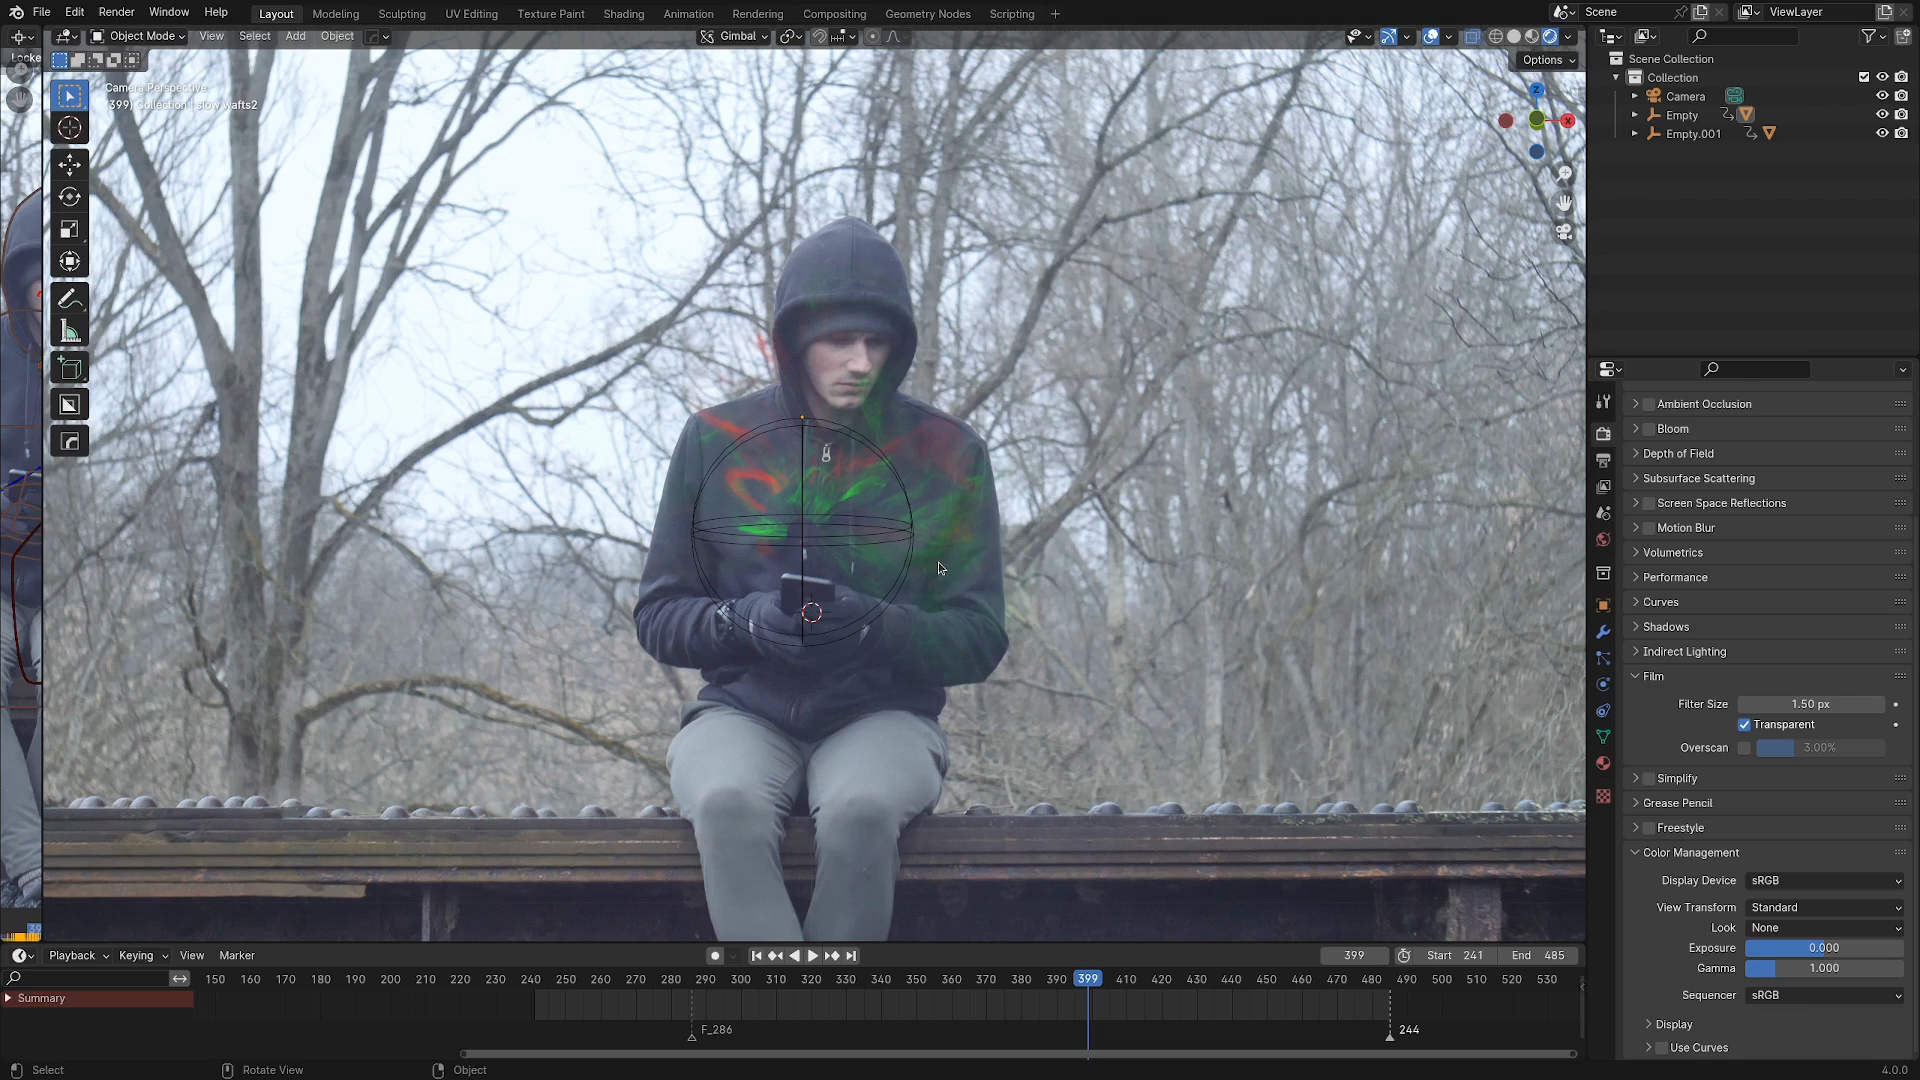 File Edit Render Window Help Layout Modeling Sculpting UV Editing Texture Paint Shading Animation Rendering Compositing Geometry Nodes Scripting + Scene ViewLayer
Object Mode View Select Add Object Gimbal
Locke
Options
Camera Perspective
(399) Collection | slow wafts2
Z
X
Scene Collection
Collection
Camera
Empty
Empty.001
Ambient Occlusion
Bloom
Depth of Field
Subsurface Scattering
Screen Space Reflections
Motion Blur
Volumetrics
Performance
Curves
Shadows
Indirect Lighting
Film
Filter Size 1.50 px
Transparent
Overscan 3.00%
Simplify
Grease Pencil
Freestyle
Color Management
Display Device sRGB
View Transform Standard
Look None
Exposure 0.000
Gamma 1.000
Sequencer sRGB
Display
Use Curves
39
Playback Keying View Marker 399 Start 241 End 485
150 160 170 180 190 200 210 220 230 240 250 260 270 280 290 300 310 320 330 340 350 360 370 380 390 399 410 420 430 440 450 460 470 480 490 500 510 520 530
Summary
F_286 244
Select Rotate View Object 4.0.0